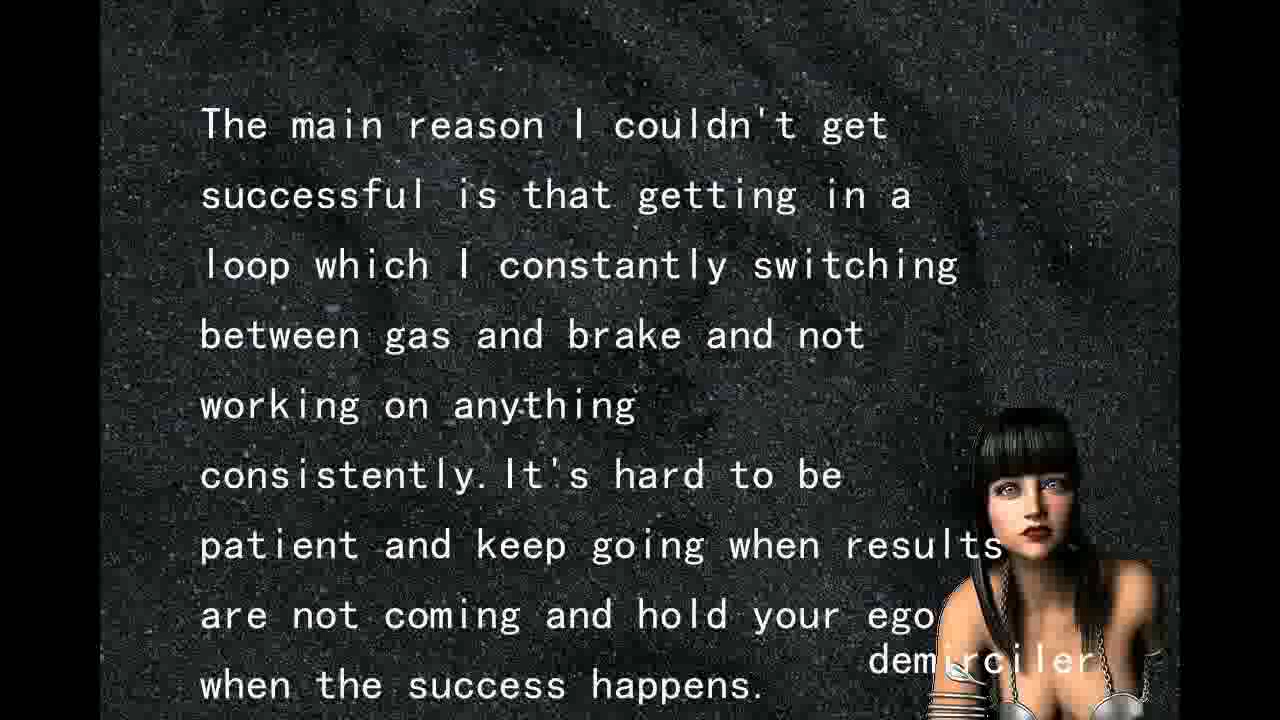 The main reason I couldn't get
successful is that getting in a
loop which I constantly switching
between gas and brake and not
working on anything
consistently.It's hard to be
patient and keep going when results
are not coming and hold your ego
demirciler
when the success happens.